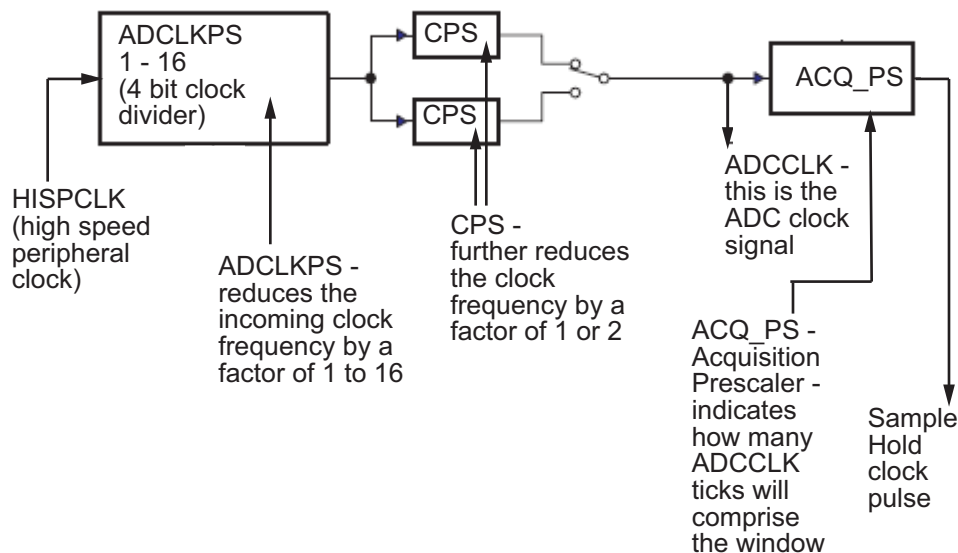 ADCLKPS
1 - 16
(4 bit clock
divider)
CPS
CPS
ACQ_PS
HISPCLK
(high speed
peripheral
clock)
ADCLKPS -
reduces the
incoming clock
frequency by a
factor of 1 to 16
CPS -
further reduces
the clock
frequency by a
factor of 1 or 2
ADCCLK -
this is the
ADC clock
signal
ACQ_PS -
Acquisition
Prescaler -
indicates
how many
ADCCLK
ticks will
comprise
the window
Sample
Hold
clock
pulse